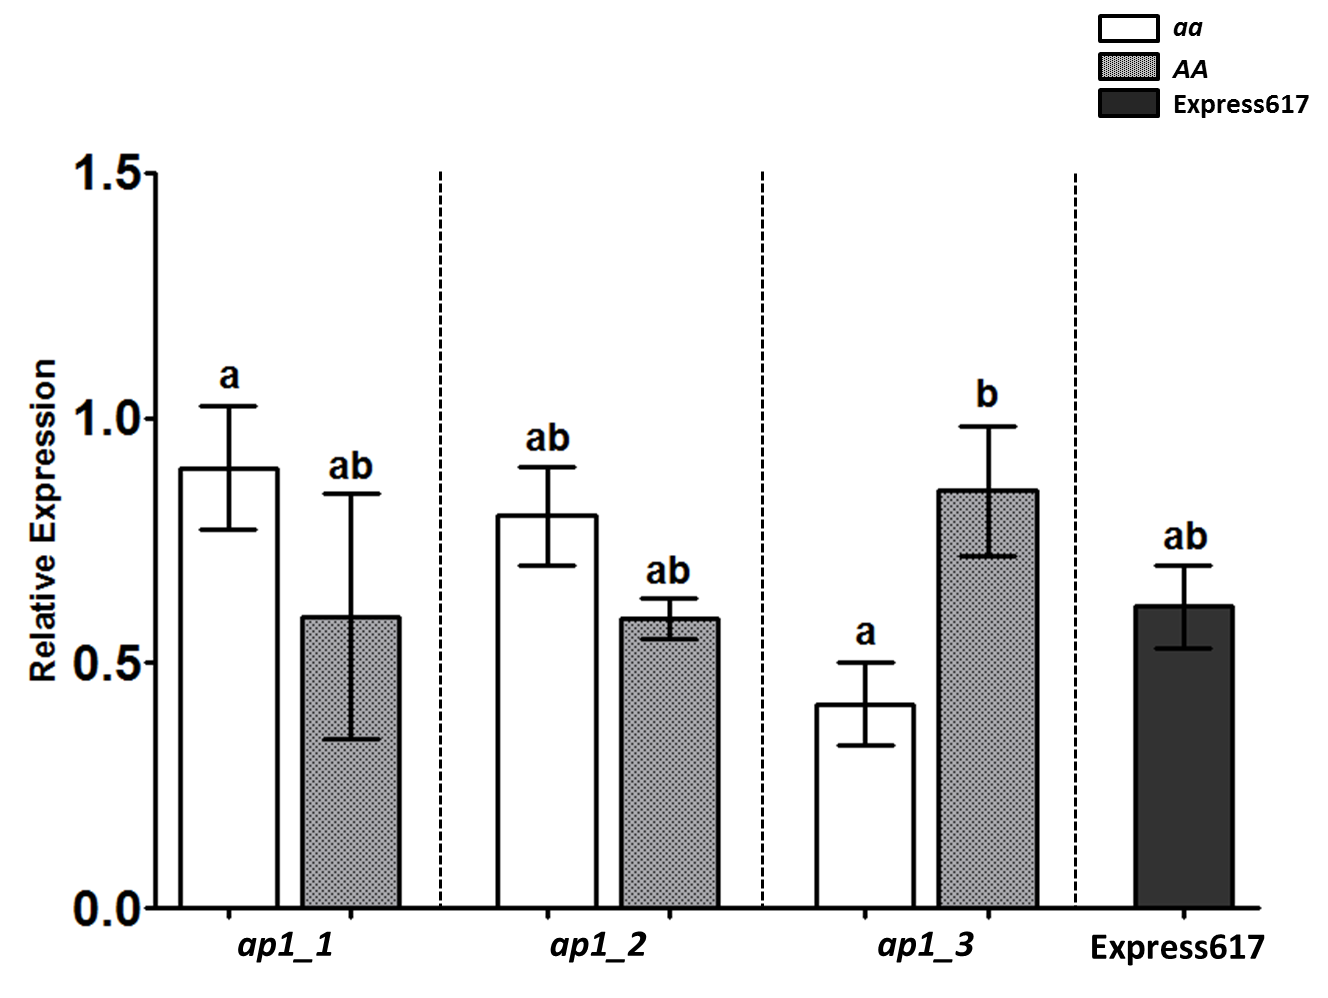 aa
AA
Express617
1.5
1.0
0.5
0.0
Relative Expression
a
ab
ab
ab
a
b
ab
ap1_1
ap1_2
ap1_3
Express617